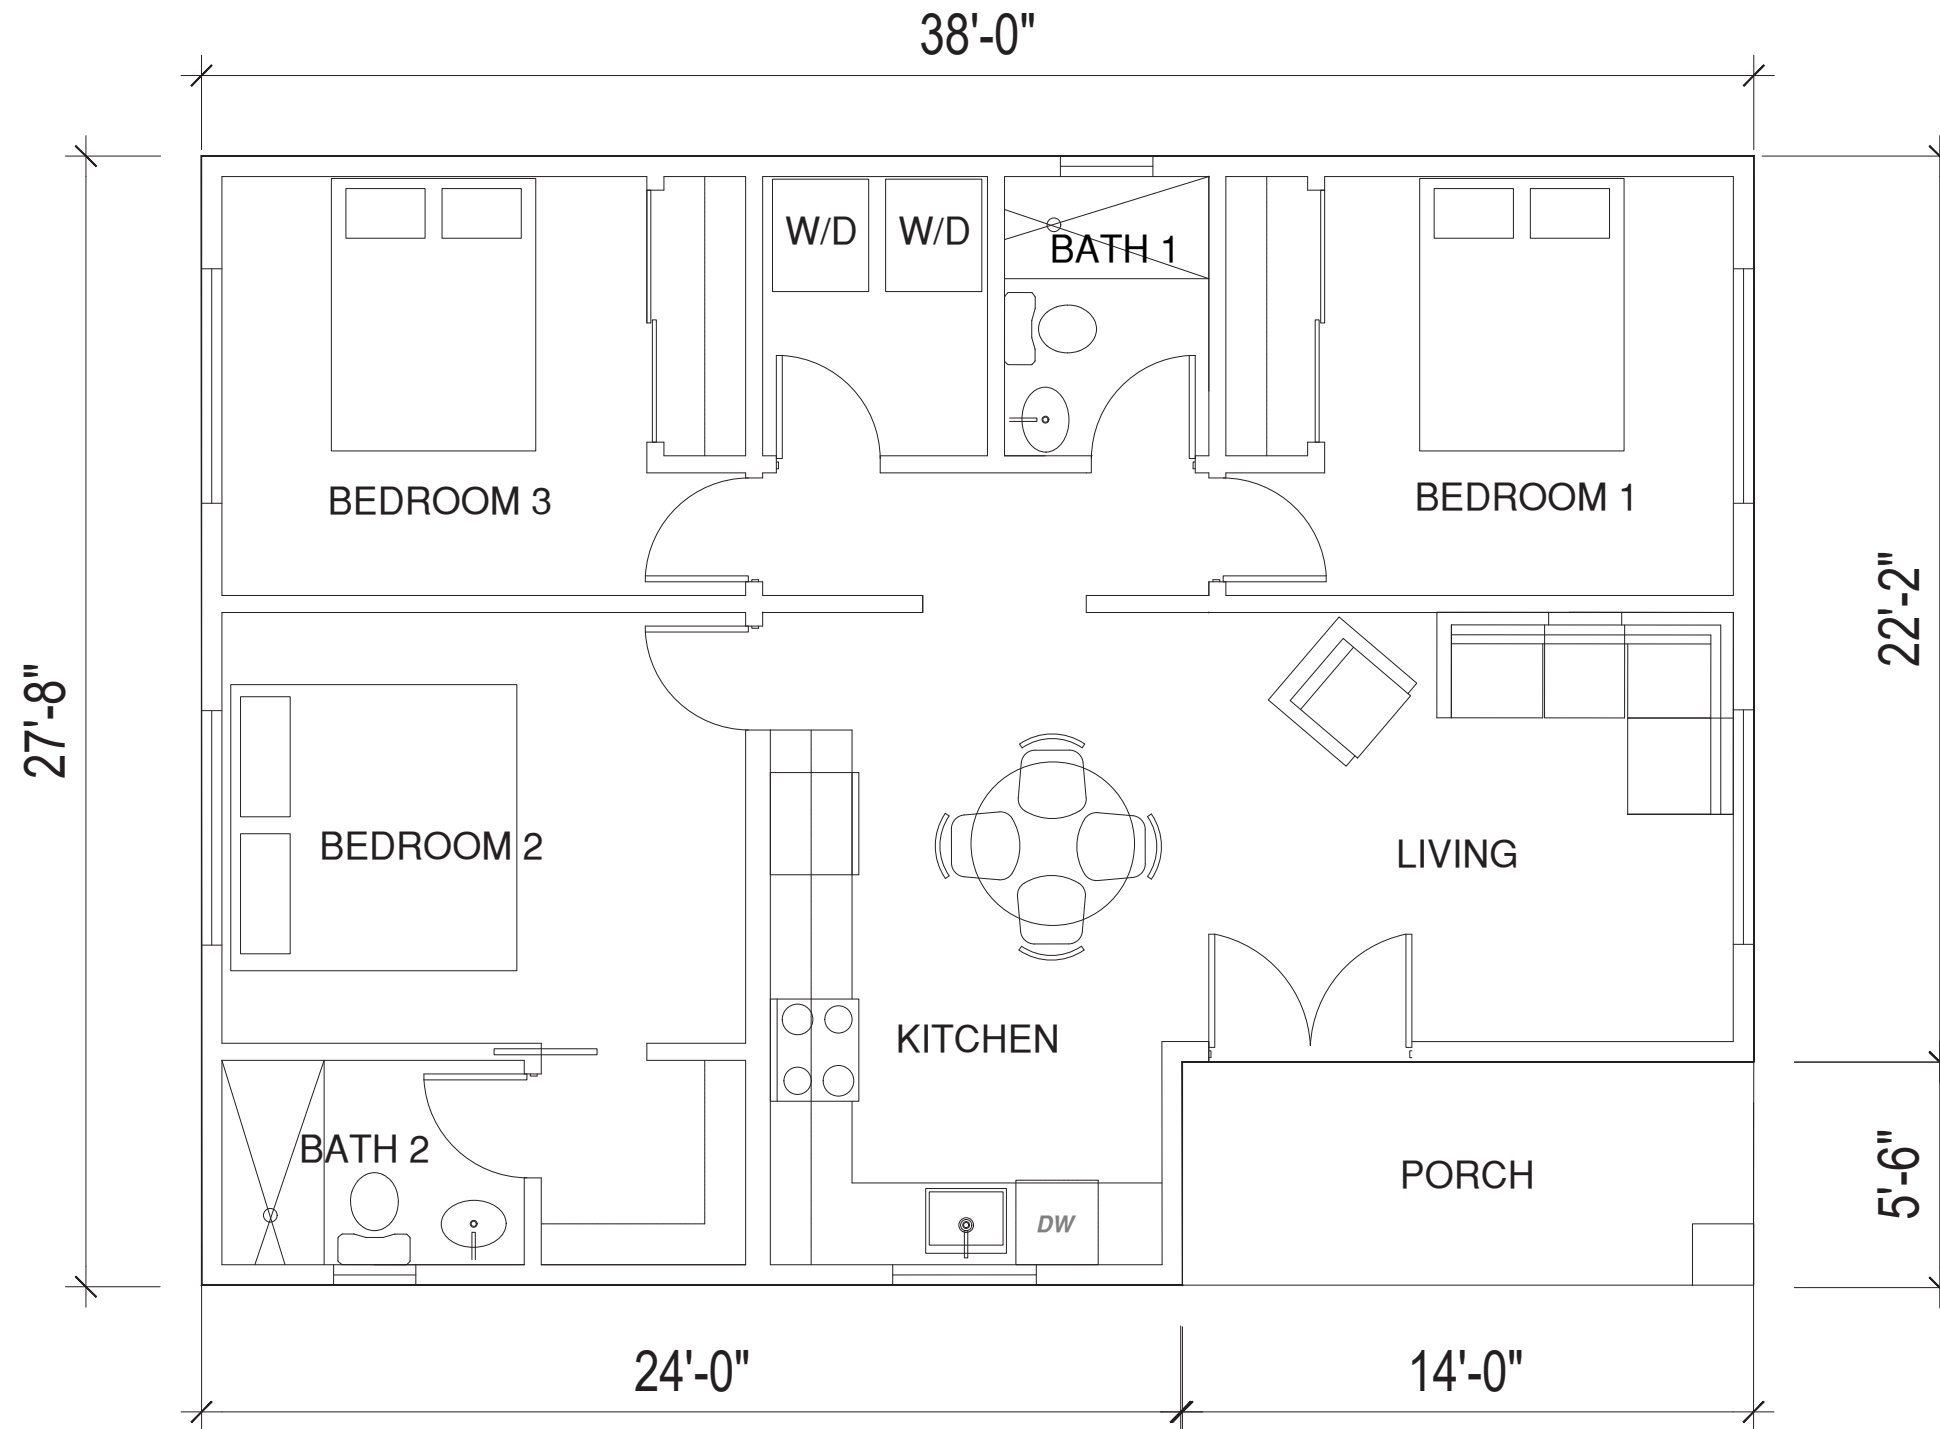 38'-0"
W/D
W/D
BATH 1
BEDROOM 3
BEDROOM 1
22'-2"
27'-8"
BEDROOM 2
LIVING
KITCHEN
BATH 2
PORCH
5'-6"
DW
24'-0"
14'-0"